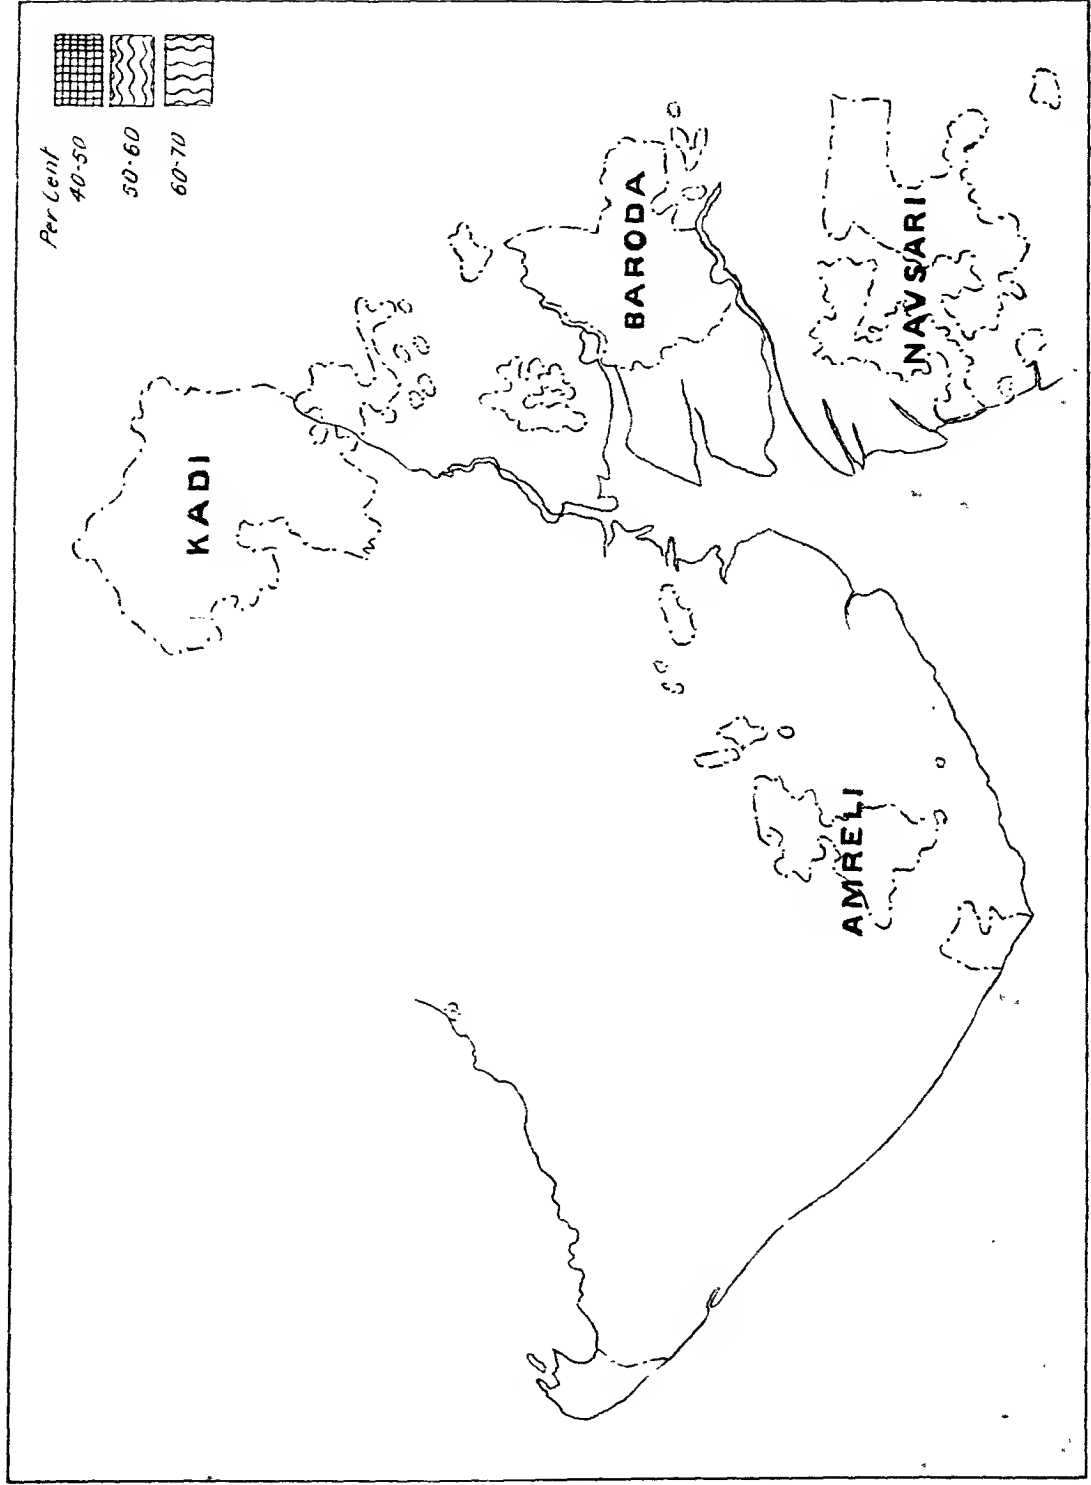 Per Cent
40-50
50-60
60-70
KADI
BARODA
NAVSARI
AMRELI